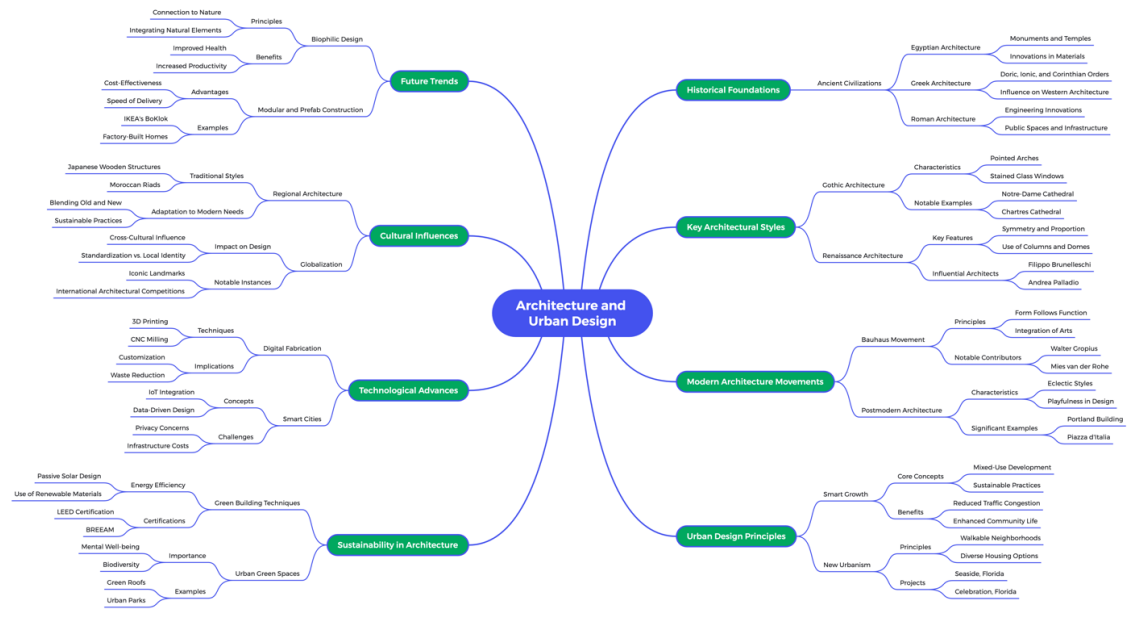 Architecture and
Urban Design
Historical Foundations
Ancient Civilizations
Egyptian Architecture
Monuments and Temples
Innovations in Materials
Greek Architecture
Doric, Ionic, and Corinthian Orders
Influence on Western Architecture
Roman Architecture
Engineering Innovations
Public Spaces and Infrastructure
Key Architectural Styles
Gothic Architecture
Characteristics
Pointed Arches
Stained Glass Windows
Notable Examples
Notre-Dame Cathedral
Chartres Cathedral
Renaissance Architecture
Key Features
Symmetry and Proportion
Use of Columns and Domes
Influential Architects
Filippo Brunelleschi
Andrea Palladio
Modern Architecture Movements
Bauhaus Movement
Principles
Form Follows Function
Integration of Arts
Notable Contributors
Walter Gropius
Mies van der Rohe
Postmodern Architecture
Characteristics
Eclectic Styles
Playfulness in Design
Significant Examples
Portland Building
Piazza d'Italia
Urban Design Principles
Smart Growth
Core Concepts
Mixed-Use Development
Sustainable Practices
Benefits
Reduced Traffic Congestion
Enhanced Community Life
New Urbanism
Principles
Walkable Neighborhoods
Diverse Housing Options
Projects
Seaside, Florida
Celebration, Florida
Future Trends
Biophilic Design
Principles
Connection to Nature
Integrating Natural Elements
Benefits
Improved Health
Increased Productivity
Modular and Prefab Construction
Advantages
Cost-Effectiveness
Speed of Delivery
Examples
IKEA's BoKlok
Factory-Built Homes
Cultural Influences
Regional Architecture
Traditional Styles
Japanese Wooden Structures
Moroccan Riads
Adaptation to Modern Needs
Blending Old and New
Sustainable Practices
Globalization
Impact on Design
Cross-Cultural Influence
Standardization vs. Local Identity
Notable Instances
Iconic Landmarks
International Architectural Competitions
Technological Advances
Digital Fabrication
Techniques
3D Printing
CNC Milling
Implications
Customization
Waste Reduction
Smart Cities
Concepts
IoT Integration
Data-Driven Design
Challenges
Privacy Concerns
Infrastructure Costs
Sustainability in Architecture
Green Building Techniques
Energy Efficiency
Passive Solar Design
Use of Renewable Materials
Certifications
LEED Certification
BREEAM
Urban Green Spaces
Importance
Mental Well-being
Biodiversity
Examples
Green Roofs
Urban Parks